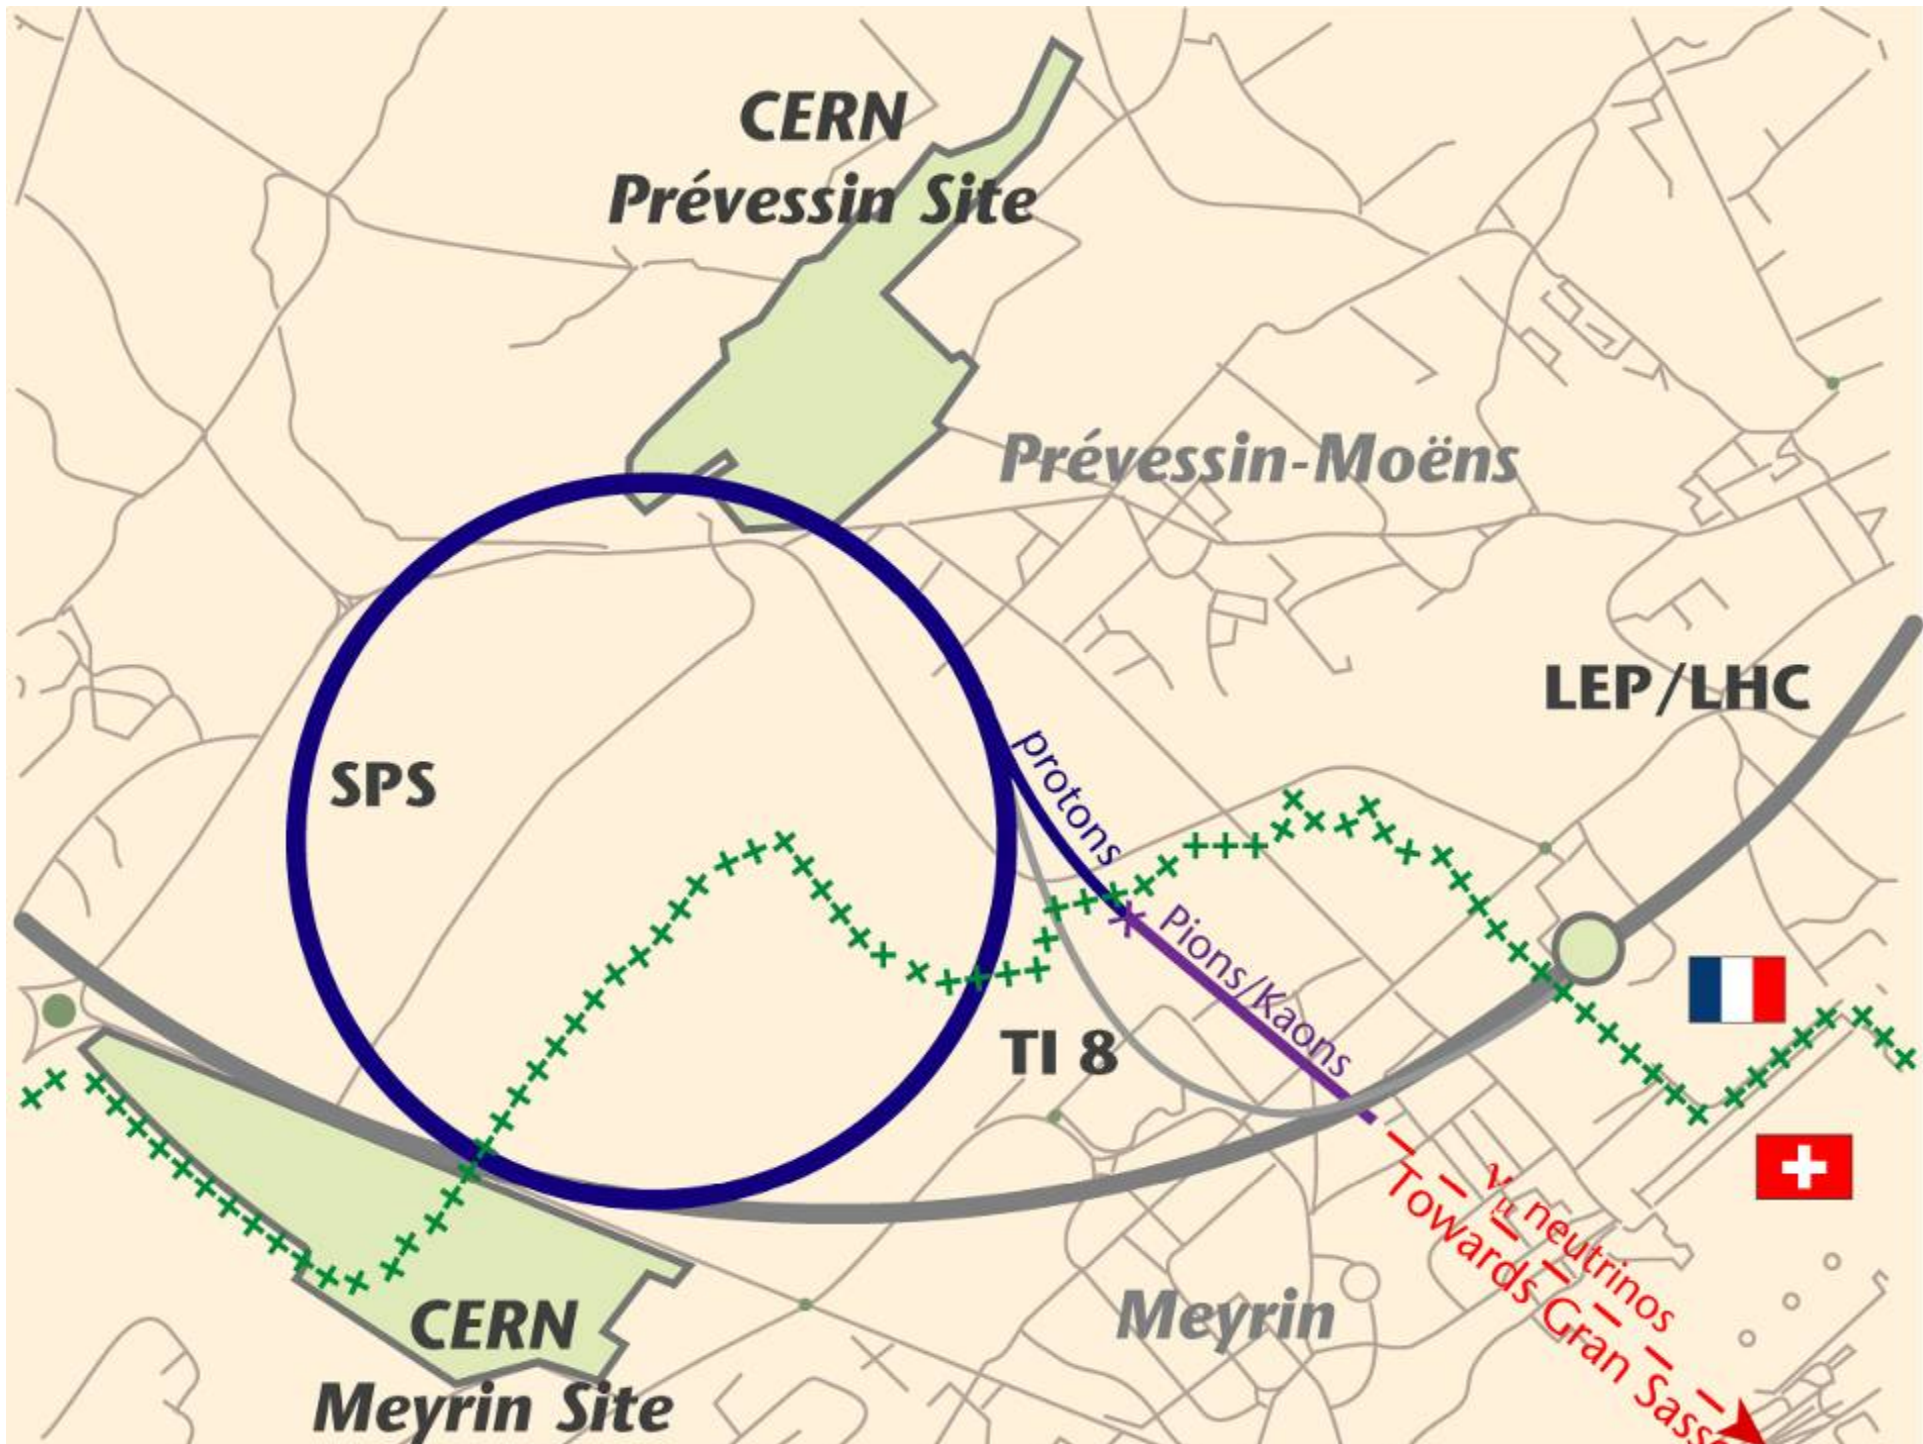 CERN
Prévessin Site
Prévessin-Moëns
LEP/LHC
protons
SPS
Pions/Kaons
TI 8
νμ neutrinos
Towards Gran Sasso
Meyrin
CERN
Meyrin Site